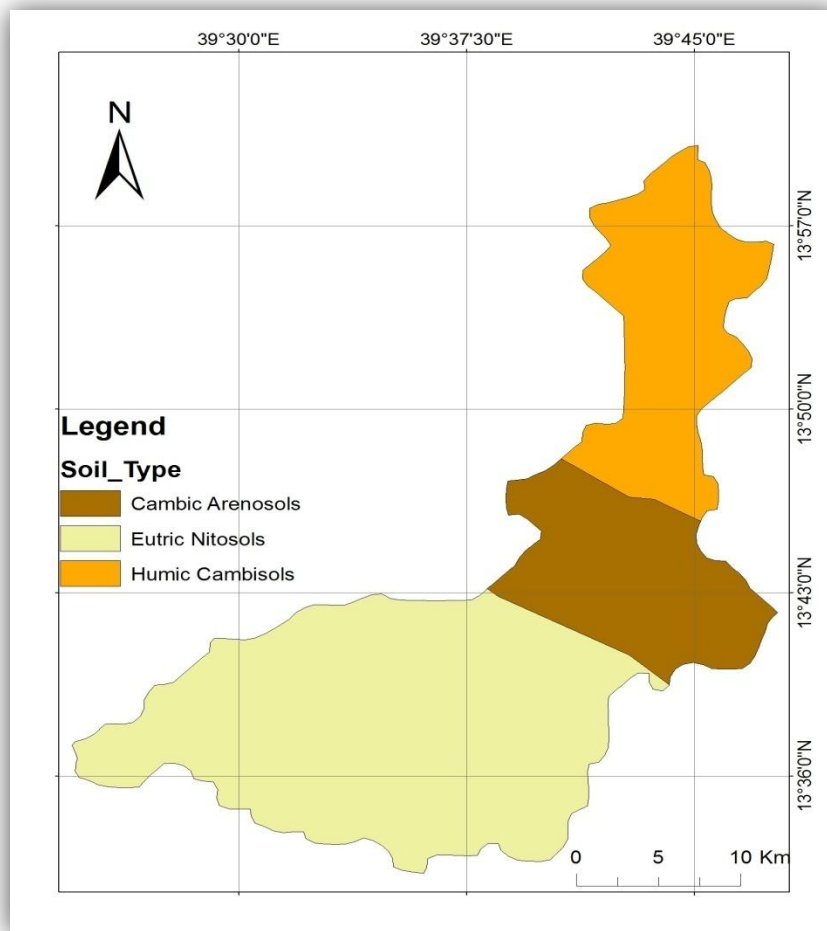 39°30'0"E 39°37'30"E 39°45'0"E
N
13°57'0"N
13°50'0"N
Legend
Soil_Type
Cambic Arenosols
Eutric Nitosols
Humic Cambisols
13°43'0"N
13°36'0"N
0 5 10 Km